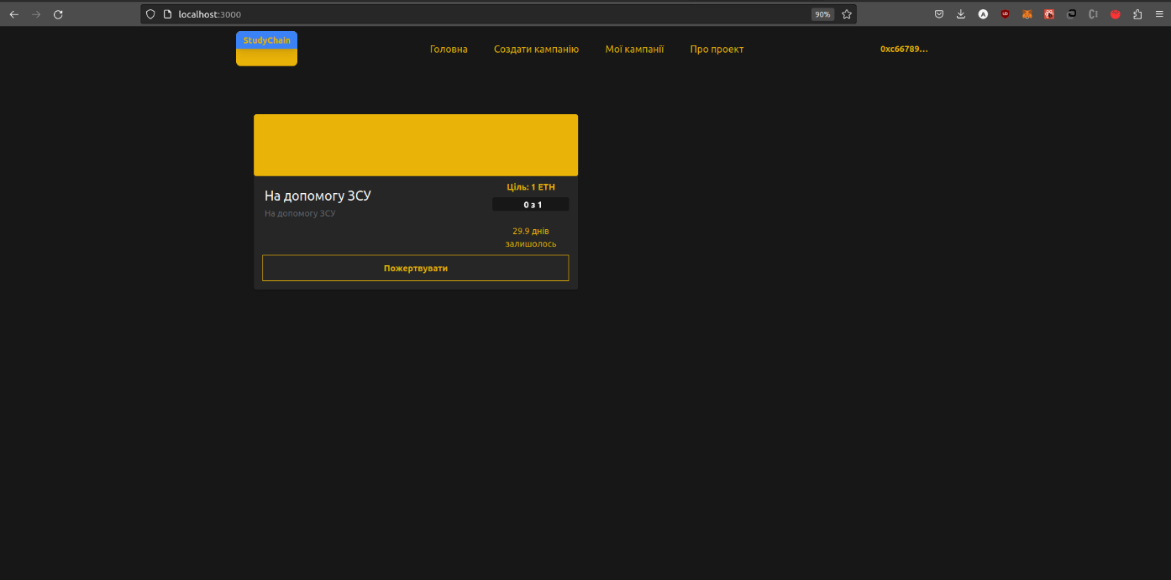 localhost:3000
90%
StudyChain
Головна
Создати кампанію
Мої кампанії
Про проект
0xc66789...
На допомогу ЗСУ
На допомогу ЗСУ
Ціль: 1 ETH
0 з 1
29.9 днів
залишолось
Пожертвувати